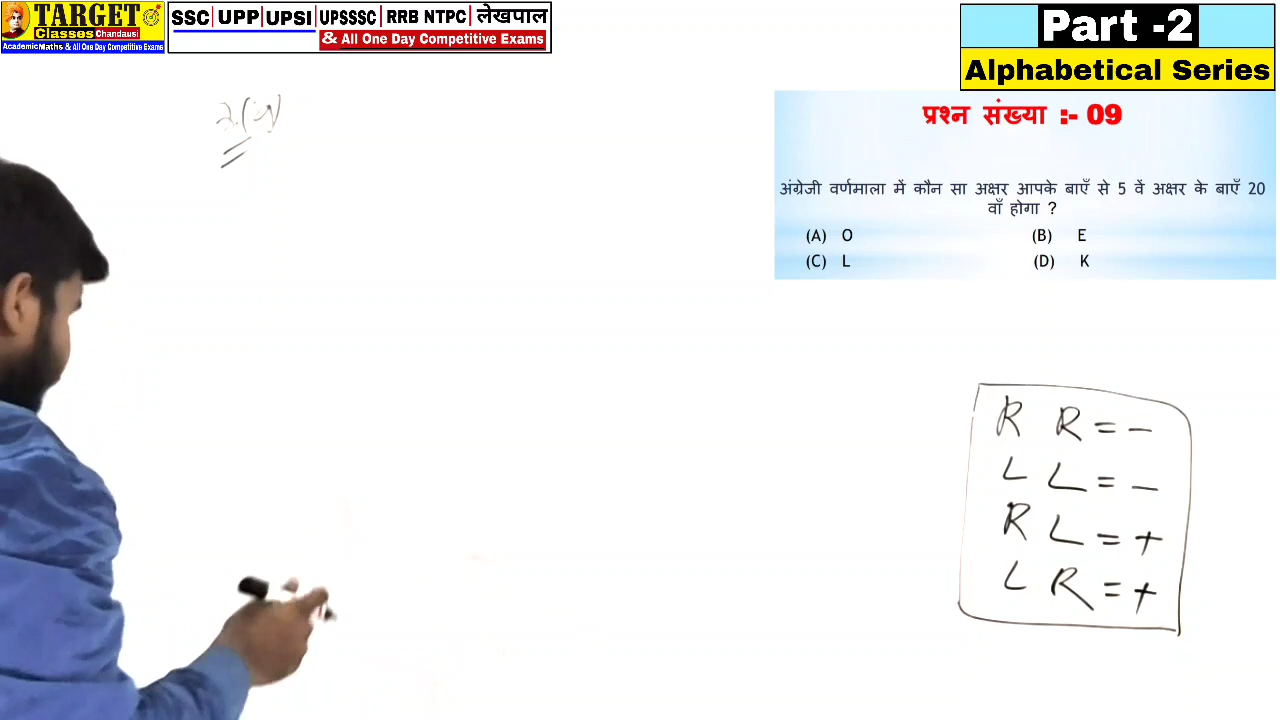 TARGET
Classes Chandausi
Academic Maths & All One Day Competitive Exams
SSC| UPP| UPSI| UPSSSC| RRB NTPC| लेखपाल
& All One Day Competitive Exams
Part -2
Alphabetical Series
प्रश्न संख्या :- 09
अंग्रेजी वर्णमाला में कौन सा अक्षर आपके बाएँ से 5 वें अक्षर के बाएँ 20
वाँ होगा ?
(A) O (B) E
(C) L (D) K
R R = -
L L = -
R L = +
L R = +